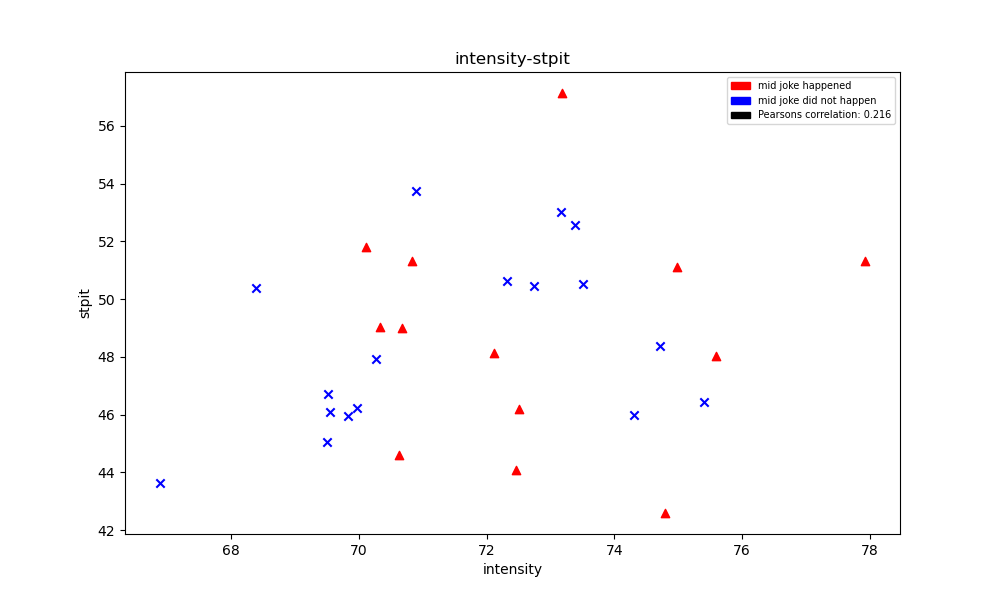 intensity-stpit
mid joke happened
mid joke did not happen
Pearsons correlation: 0.216
56
54
52
50
48
46
44
42
stpit
68 70 72 74 76 78
intensity